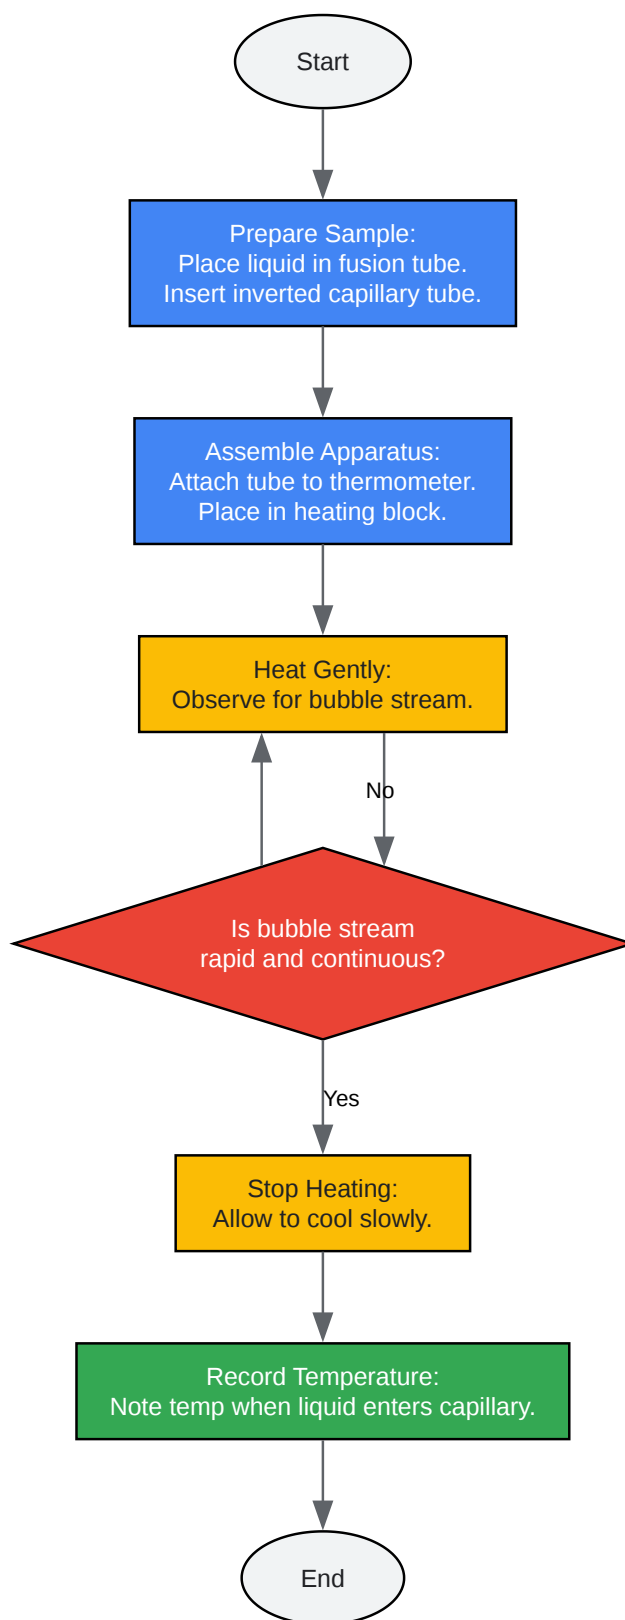 Start
Prepare Sample:
Place liquid in fusion tube.
Insert inverted capillary tube.
Assemble Apparatus:
Attach tube to thermometer.
Place in heating block.
Heat Gently:
Observe for bubble stream.
No
Is bubble stream
rapid and continuous?
Yes
Stop Heating:
Allow to cool slowly.
Record Temperature:
Note temp when liquid enters capillary.
End